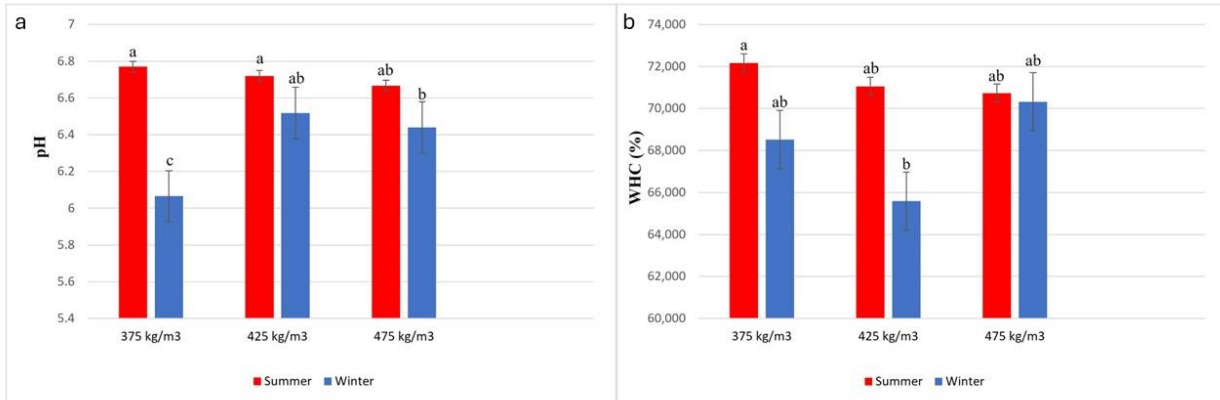 a
7
6.8
6.6
6.4
6.2
6
5.8
5.6
5.4
pH
a
c
a
ab
ab
b
375 kg/m3
425 kg/m3
475 kg/m3
Summer
Winter
b
74,000
72,000
70,000
68,000
66,000
64,000
62,000
60,000
WHC (%)
a
ab
ab
b
ab
ab
375 kg/m3
425 kg/m3
475 kg/m3
Summer
Winter